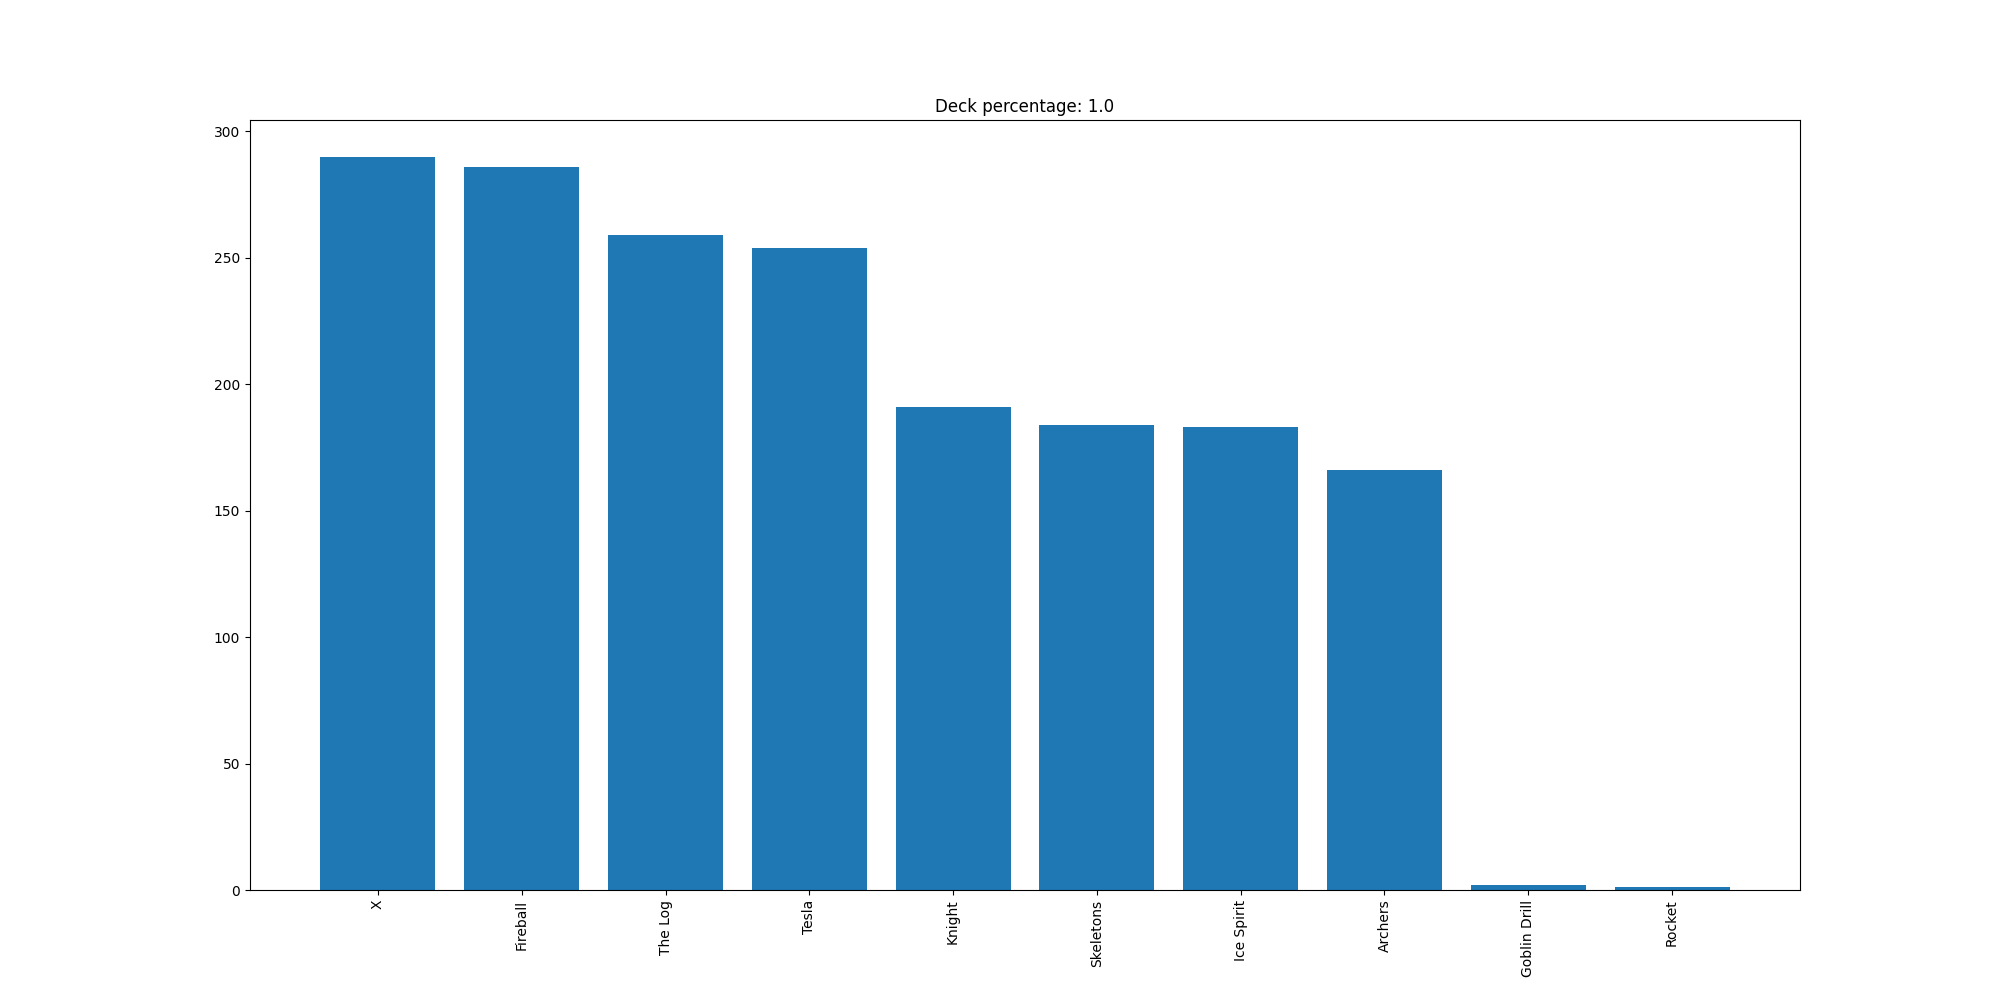 Deck percentage: 1.0
300
250
200
150
100
50
0
X
Fireball
The Log
Tesla
Knight
Skeletons
Ice Spirit
Archers
Goblin Drill
Rocket